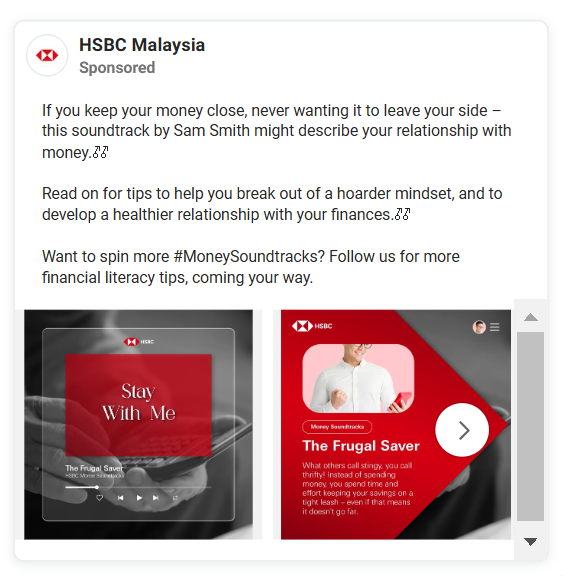 HSBC Malaysia
Sponsored
If you keep your money close, never wanting it to leave your side –
this soundtrack by Sam Smith might describe your relationship with
money.
Read on for tips to help you break out of a hoarder mindset, and to
develop a healthier relationship with your finances.
Want to spin more #MoneySoundtracks? Follow us for more
financial literacy tips, coming your way.
HSBC
Stay
With Me
The Frugal Saver
HSBC Money Soundtracks
HSBC
Money Soundtracks
The Frugal Saver
What others call stingy, you call
thrifty! Instead of spending
money, you spend time and
effort keeping your savings on a
tight leash – even if that means
it doesn't go far.